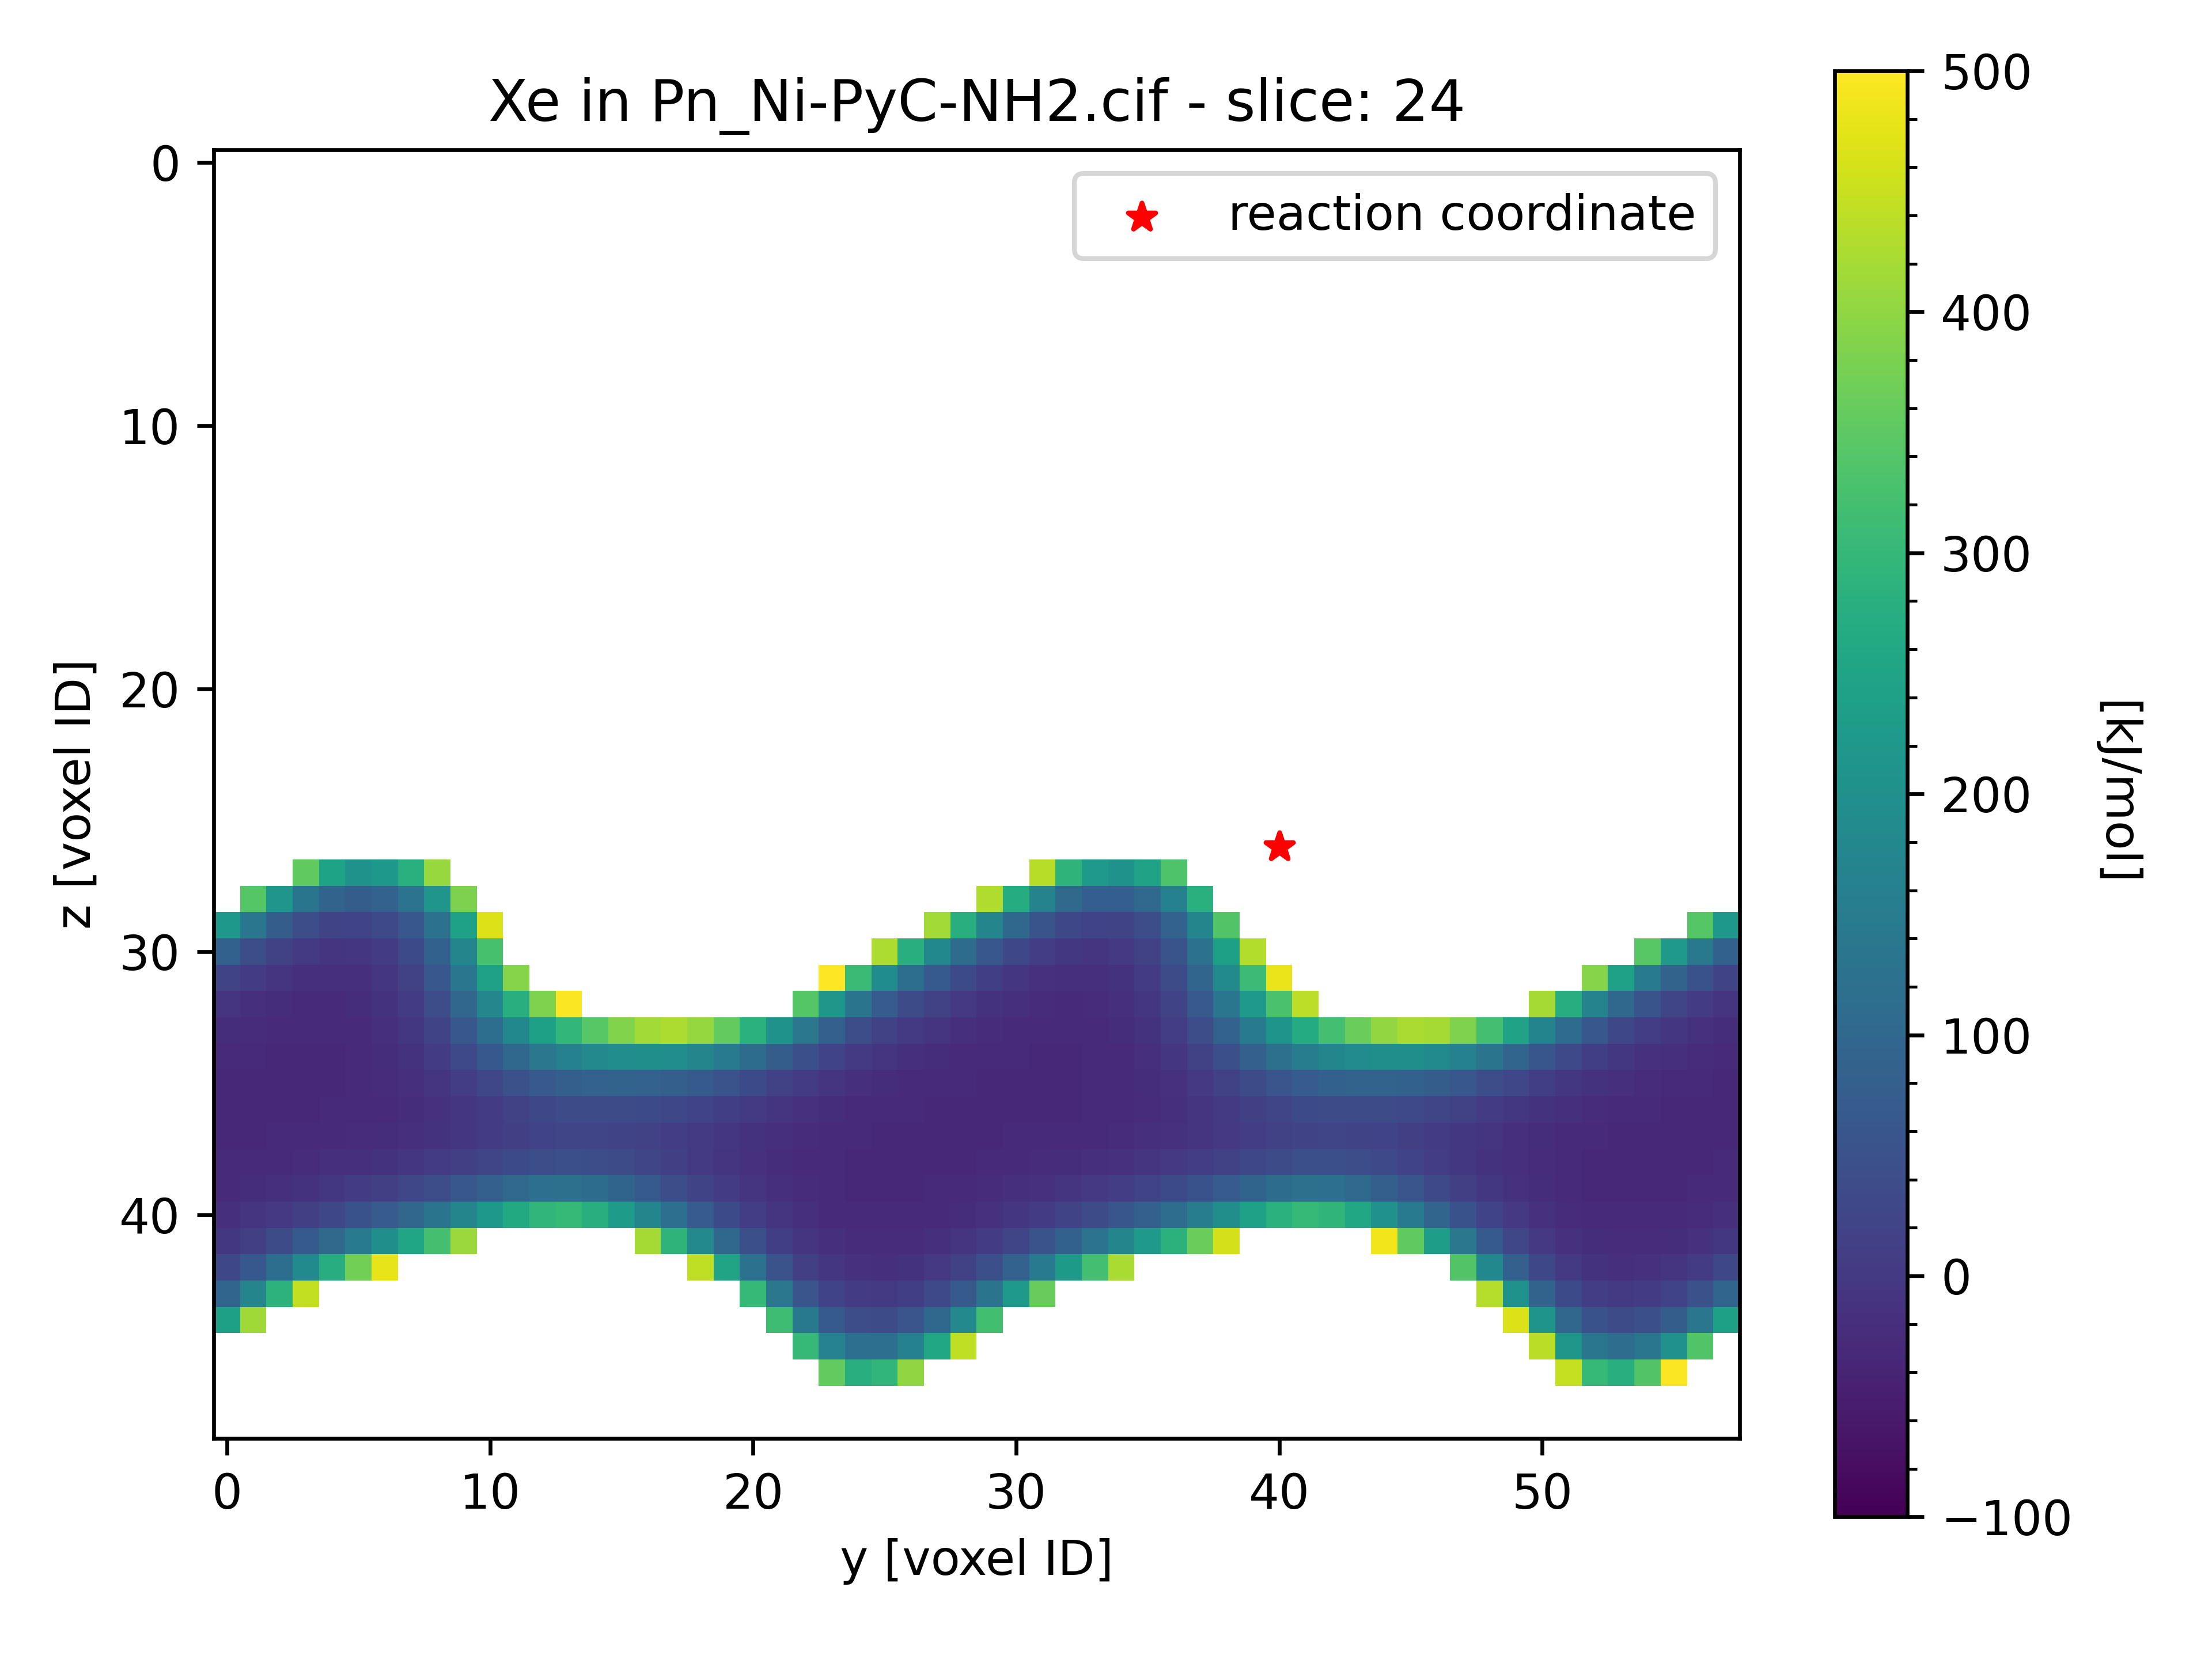 Xe in Pn_Ni-PyC-NH2.cif - slice: 24
reaction coordinate
0
10
20
30
40
z [voxel ID]
0 10 20 30 40 50
y [voxel ID]
500
400
300
200
100
0
−100
[kJ/mol]